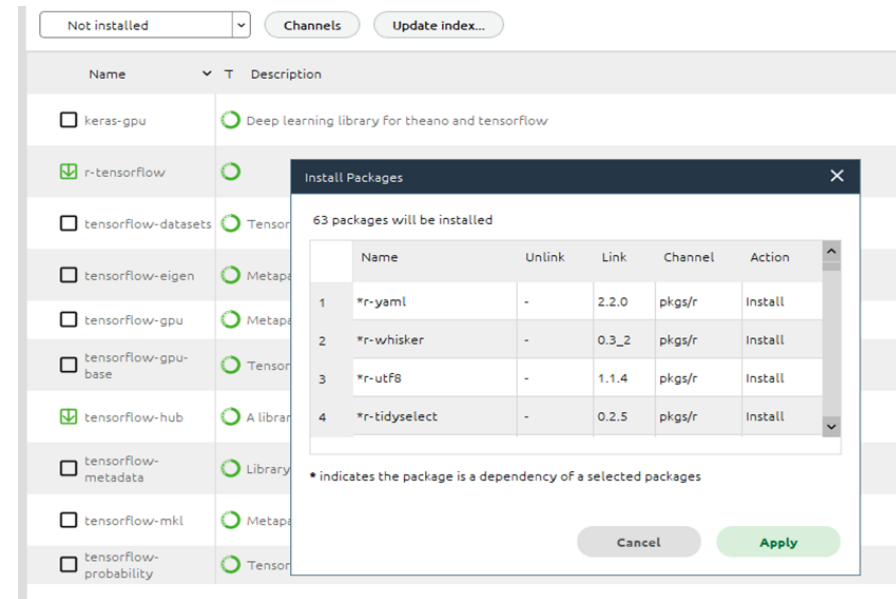 Not installed
Channels
Update index...
Name
T
Description
keras-gpu
Deep learning library for theano and tensorflow
r-tensorflow
tensorflow-datasets
Tensor
tensorflow-eigen
Metapa
tensorflow-gpu
Metapa
tensorflow-gpu-
base
Tensor
tensorflow-hub
A librar
tensorflow-
metadata
Library
tensorflow-mkl
Metapa
tensorflow-
probability
Tensor
Install Packages
63 packages will be installed
Name Unlink Link Channel Action
1 *r-yaml - 2.2.0 pkgs/r Install
2 *r-whisker - 0.3_2 pkgs/r Install
3 *r-utf8 - 1.1.4 pkgs/r Install
4 *r-tidyselect - 0.2.5 pkgs/r Install
* indicates the package is a dependency of a selected packages
Cancel
Apply